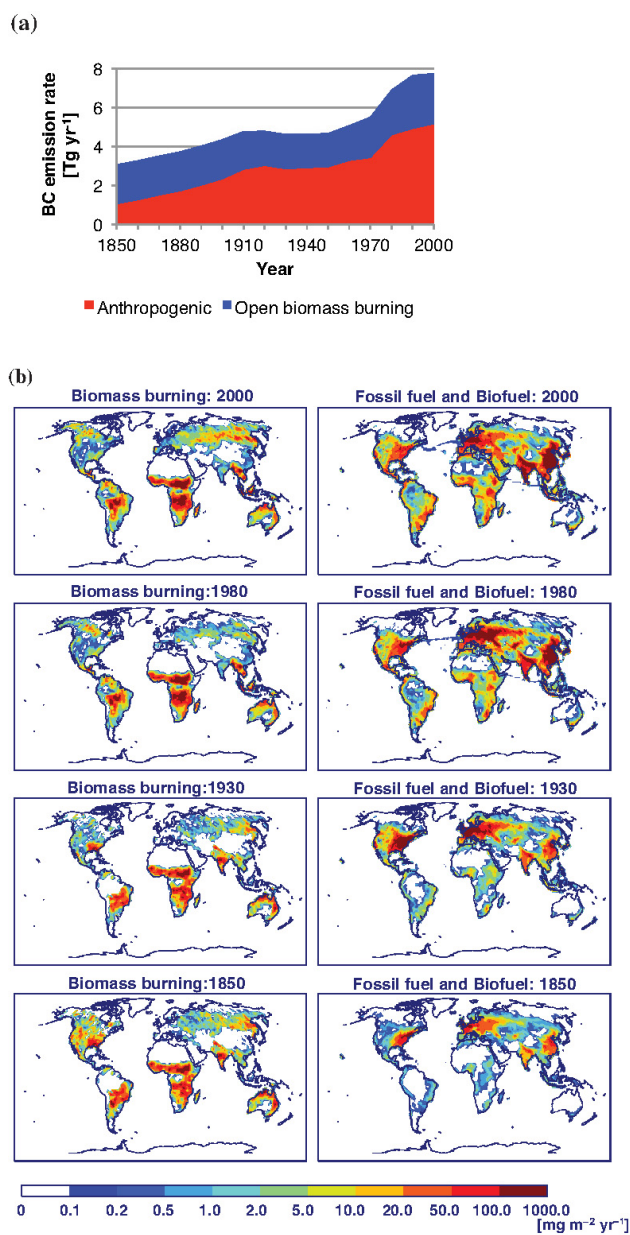 (a)
8
6
4
2
0
BC emission rate
[Tg yr⁻¹]
1850 1880 1910 1940 1970 2000
Year
Anthropogenic Open biomass burning
(b)
Biomass burning: 2000 Fossil fuel and Biofuel: 2000
Biomass burning:1980 Fossil fuel and Biofuel: 1980
Biomass burning:1930 Fossil fuel and Biofuel: 1930
Biomass burning:1850 Fossil fuel and Biofuel: 1850
0 0.1 0.2 0.5 1.0 2.0 5.0 10.0 20.0 50.0 100.0 1000.0
[mg m⁻² yr⁻¹]